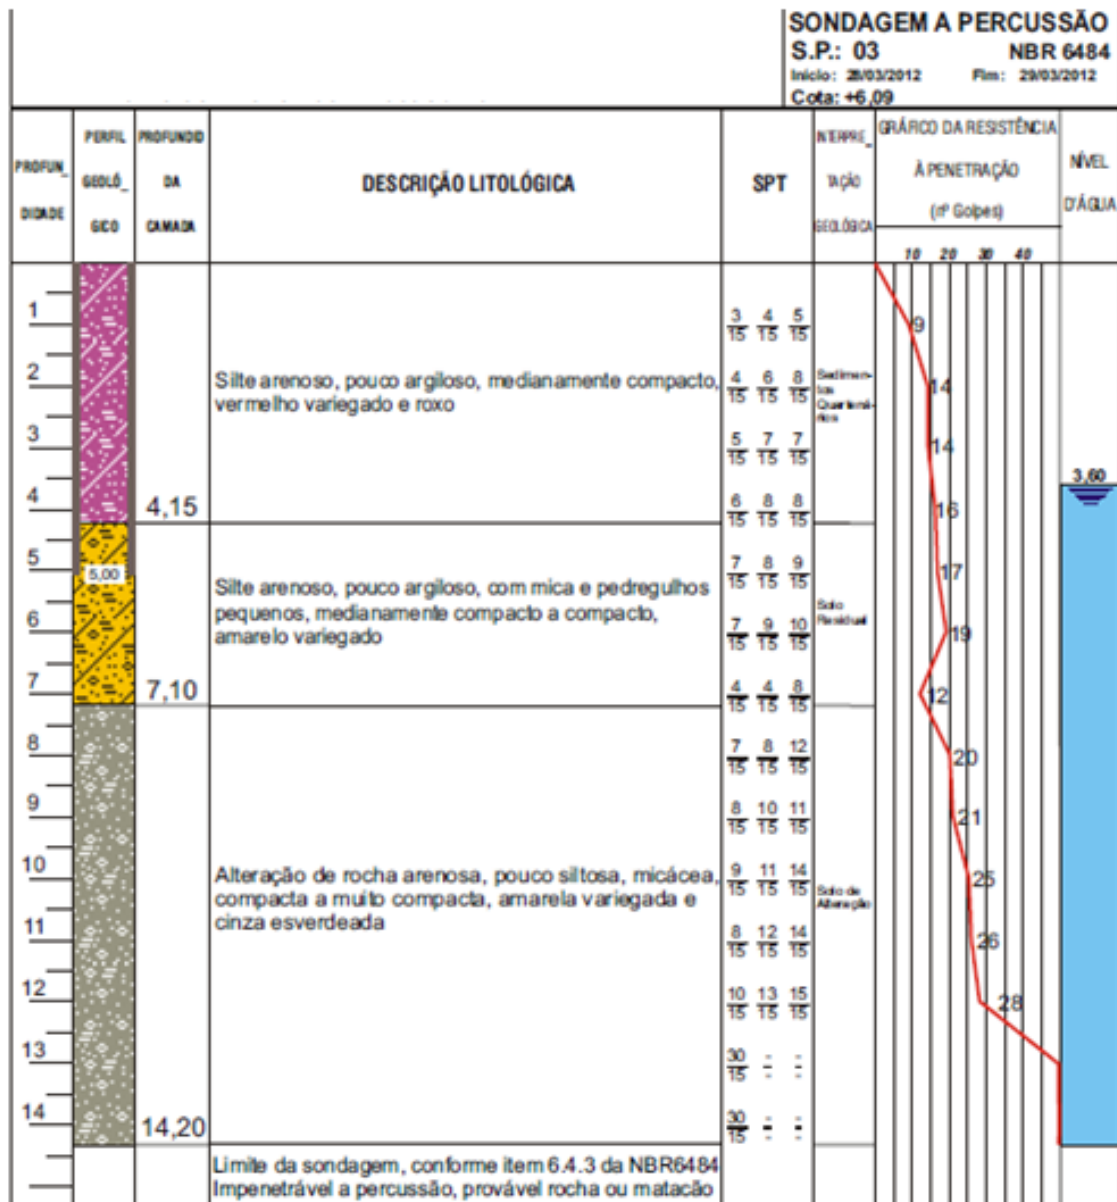 SONDAGEM A PERCUSSÃO
S.P.: 03 NBR 6484
Início: 28/03/2012 Fim: 29/03/2012
Cota: +6,09
PROFUN_
DIDADE
PERFIL
GEOLÓ_
GICO
PROFUNDID
DA
CAMADA
DESCRIÇÃO LITOLÓGICA
SPT
INTERPRE_
TAÇÃO
GEOLÓGICA
GRÁFICO DA RESISTÊNCIA
À PENETRAÇÃO
(nº Golpes)
10 20 30 40
NÍVEL
D'ÁGUA
1
3/15 4/15 5/15
9
2
Silte arenoso, pouco argiloso, medianamente compacto,
vermelho variegado e roxo
4/15 6/15 8/15
Sedimen-
tos
Quaterná-
rios
14
3
5/15 7/15 7/15
14
3,60
4
4,15
6/15 8/15 8/15
16
5
5,00
7/15 8/15 9/15
17
Silte arenoso, pouco argiloso, com mica e pedregulhos
pequenos, medianamente compacto a compacto,
amarelo variegado
Solo
Residual
6
7/15 9/15 10/15
19
7
7,10
4/15 4/15 8/15
12
8
7/15 8/15 12/15
20
9
8/15 10/15 11/15
21
10
Alteração de rocha arenosa, pouco siltosa, micácea,
compacta a muito compacta, amarela variegada e
cinza esverdeada
9/15 11/15 14/15
Solo de
Alteração
25
11
8/15 12/15 14/15
26
12
10/15 13/15 15/15
28
13
30/15 - -
14
14,20
30/15 - -
Limite da sondagem, conforme item 6.4.3 da NBR6484
Impenetrável a percussão, provável rocha ou matacão